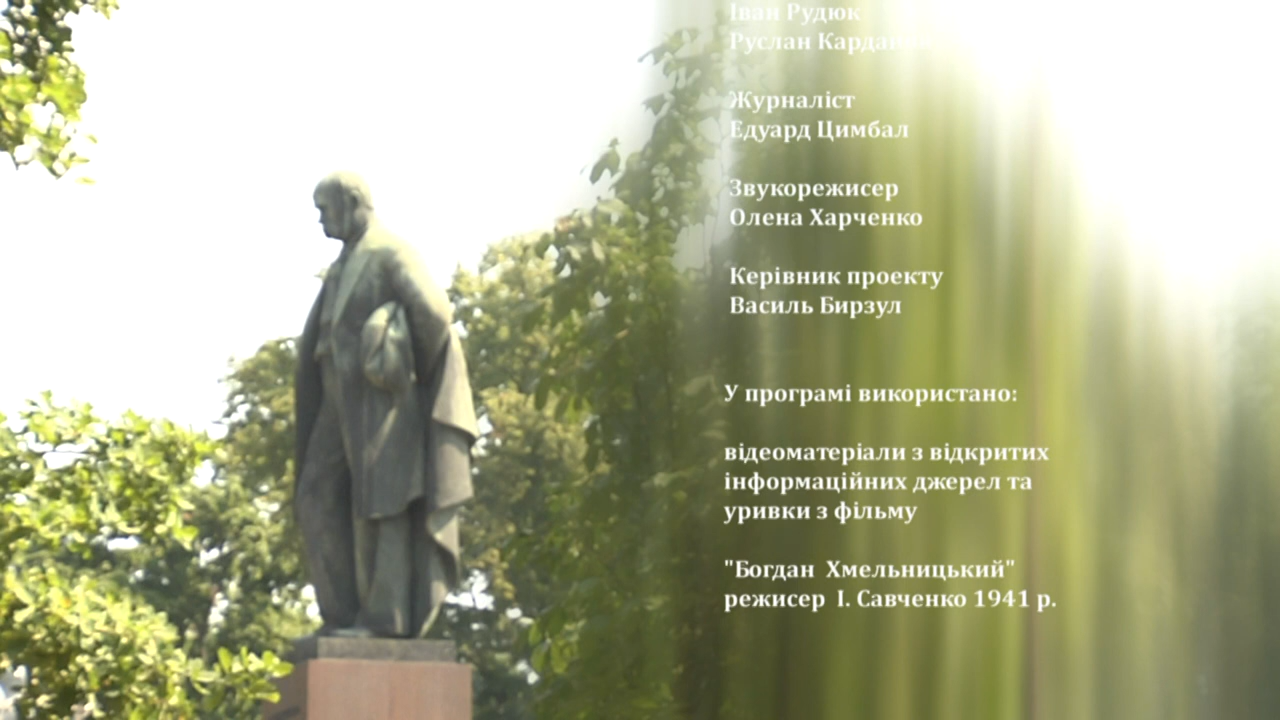 Іван Рудюк
Руслан
Журналіст
Едуард Цимбал
Звукорежисер
Олена Харченко
Керівник проекту
Василь Бирзул
У програмі використано:
відеоматеріали з відкритих
інформаційних джерел та
уривки з фільму
"Богдан Хмельницький"
режисер І. Савченко 1941 р.